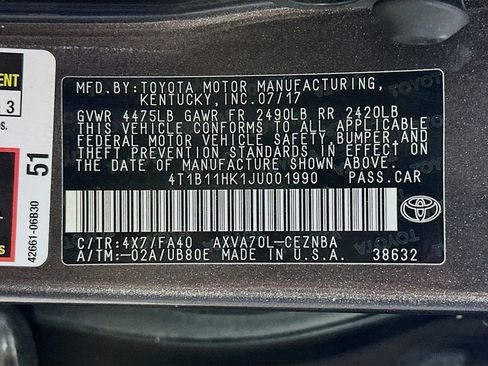 MFD.BY:TOYOTA MOTOR MANUFACTURING,
KENTUCKY, INC.07/17
GVWR 4475LB GAWR FR 2490LB RR 2420LB
THIS VEHICLE CONFORMS TO ALL APPLICABLE
FEDERAL MOTOR VEHICLE SAFETY, BUMPER AND
THEFT PREVENTION STANDARDS IN EFFECT ON
THE DATE OF MANUFACTURE SHOWN ABOVE.
4T1B11HK1JU001990 PASS.CAR
C/TR:4X7/FA40 AXVA70L-CEZNBA
A/TM:-02A/UB80E MADE IN U.S.A. 38632
TOYOTA
3
51
42661-06B30